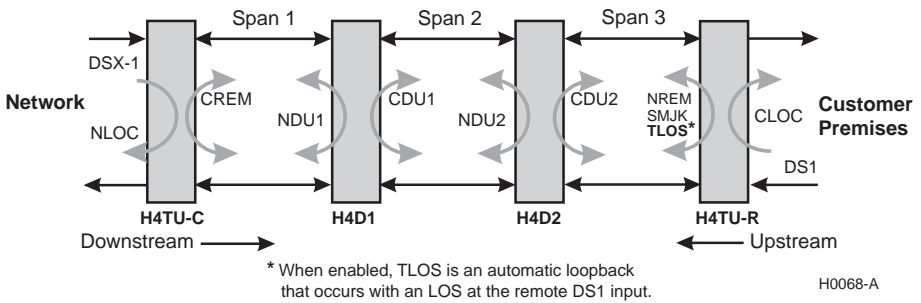 Span 1
Span 2
Span 3
DSX-1
Network
NLOC
CREM
NDU1
CDU1
NDU2
CDU2
NREM
SMJK
TLOS*
CLOC
Customer
Premises
DS1
H4TU-C
H4D1
H4D2
H4TU-R
Downstream
Upstream
* When enabled, TLOS is an automatic loopback
that occurs with an LOS at the remote DS1 input.
H0068-A